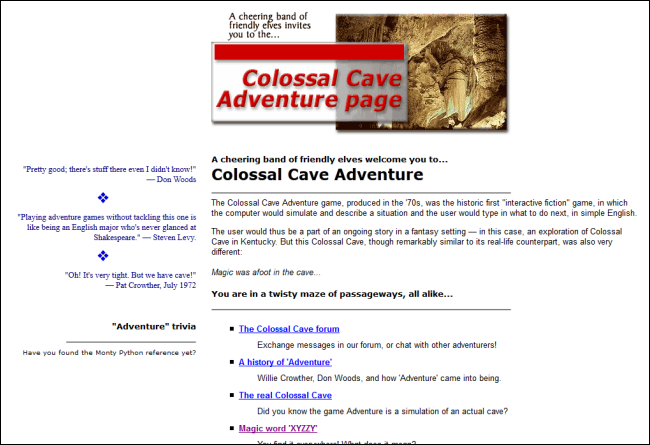 A cheering band of
friendly elves invites
you to the...
Colossal Cave
Adventure page
"Pretty good; there's stuff there even I didn't know!"
— Don Woods
"Playing adventure games without tackling this one is
like being an English major who's never glanced at
Shakespeare." — Steven Levy.
"Oh! It's very tight. But we have cave!"
— Pat Crowther, July 1972
"Adventure" trivia
Have you found the Monty Python reference yet?
A cheering band of friendly elves welcome you to...
Colossal Cave Adventure
The Colossal Cave Adventure game, produced in the '70s, was the historic first "interactive fiction" game, in which
the computer would simulate and describe a situation and the user would type in what to do next, in simple English.
The user would thus be a part of an ongoing story in a fantasy setting — in this case, an exploration of Colossal
Cave in Kentucky. But this Colossal Cave, though remarkably similar to its real-life counterpart, was also very
different:
Magic was afoot in the cave...
You are in a twisty maze of passageways, all alike...
The Colossal Cave forum
Exchange messages in our forum, or chat with other adventurers!
A history of 'Adventure'
Willie Crowther, Don Woods, and how 'Adventure' came into being.
The real Colossal Cave
Did you know the game Adventure is a simulation of an actual cave?
Magic word 'XYZZY'
You find it everywhere! What does it mean?